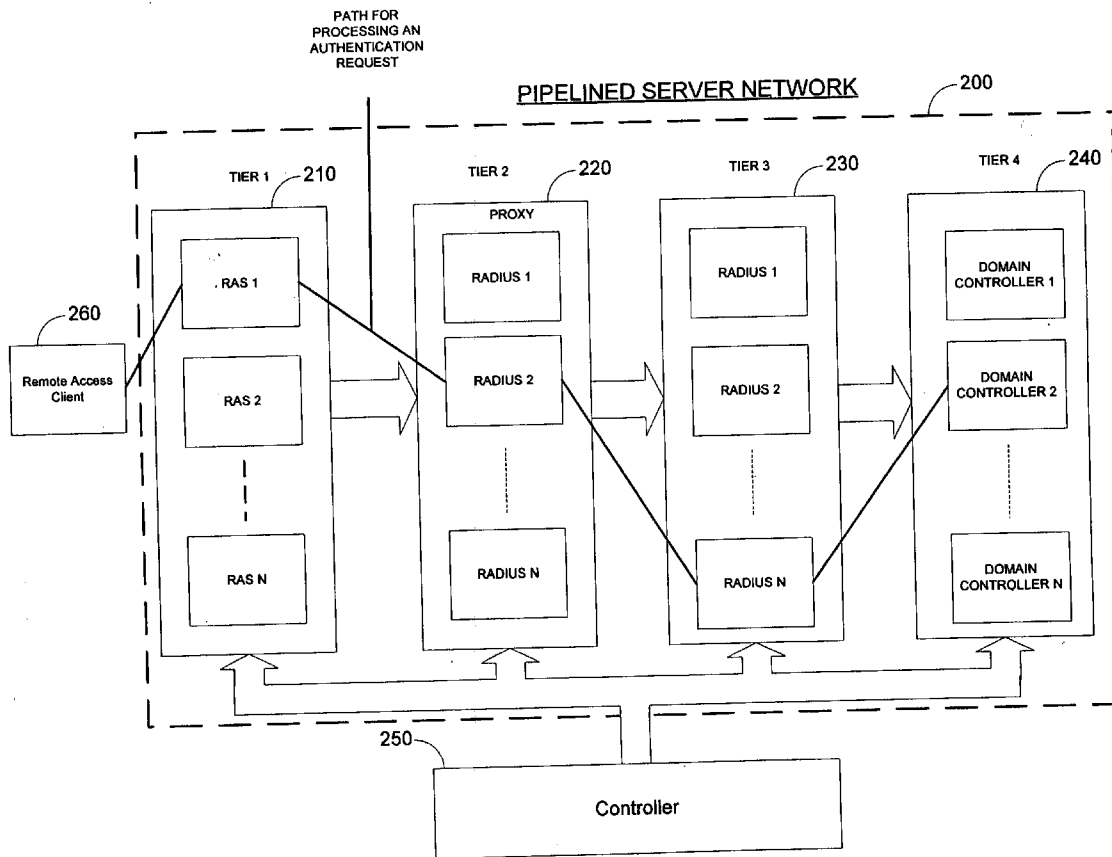 PATH FOR
PROCESSING AN
AUTHENTICATION
REQUEST
PIPELINED SERVER NETWORK
200
TIER 1
210
TIER 2
220
TIER 3
230
TIER 4
240
260
Remote Access
Client
RAS 1
RAS 2
RAS N
PROXY
RADIUS 1
RADIUS 2
RADIUS N
RADIUS 1
RADIUS 2
RADIUS N
DOMAIN
CONTROLLER 1
DOMAIN
CONTROLLER 2
DOMAIN
CONTROLLER N
250
Controller